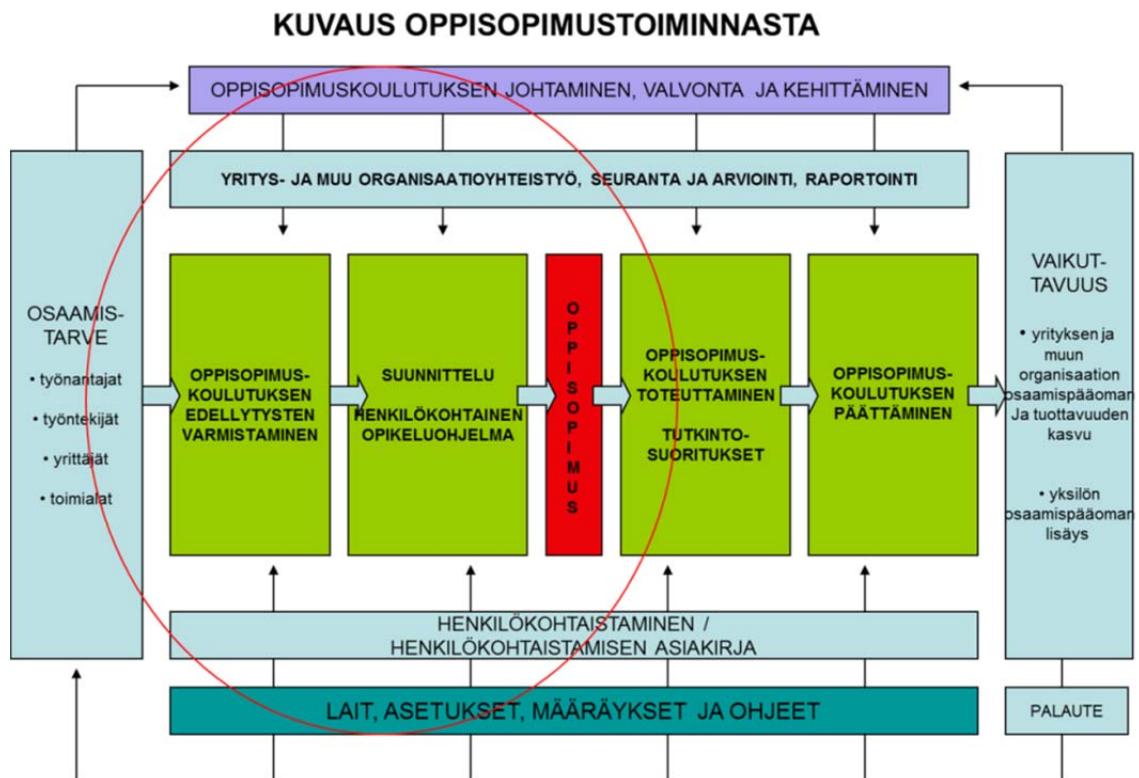 KUVAUS OPPISOPIMUSTOIMINNASTA
OPPISOPIMUSKOULUTUKSEN JOHTAMINEN, VALVONTA JA KEHITTÄMINEN
YRITYS- JA MUU ORGANISAATIOYHTEISTYÖ, SEURANTA JA ARVIOINTI, RAPORTOINTI
OSAAMIS-
TARVE
• työnantajat
• työntekijät
• yrittäjät
• toimialat
OPPISOPIMUS-
KOULUTUKSEN
EDELLYTYSTEN
VARMISTAMINEN
SUUNNITTELU
HENKILÖKOHTAINEN
OPIKELUOHJELMA
OPPISOPIMUS
OPPISOPIMUS-
KOULUTUKSEN
TOTEUTTAMINEN
TUTKINTO-
SUORITUKSET
OPPISOPIMUS-
KOULUTUKSEN
PÄÄTTÄMINEN
VAIKUT-
TAVUUS
• yrityksen ja
muun
organisaation
osaamispääoman
Ja tuottavuuden
kasvu
• yksilön
osaamispääoman
lisäys
HENKILÖKOHTAISTAMINEN /
HENKILÖKOHTAISTAMISEN ASIAKIRJA
LAIT, ASETUKSET, MÄÄRÄYKSET JA OHJEET
PALAUTE